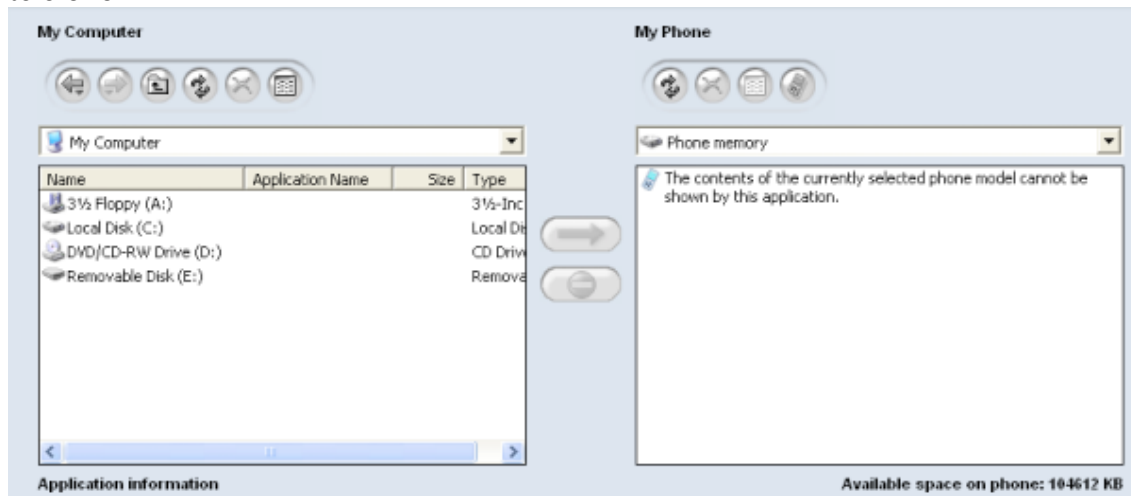 My Computer
My Phone
My Computer
Phone memory
Name Application Name Size Type
3½ Floppy (A:) 3½-Inc
Local Disk (C:) Local Dis
DVD/CD-RW Drive (D:) CD Driv
Removable Disk (E:) Remova
The contents of the currently selected phone model cannot be
shown by this application.
Application information
Available space on phone: 104612 KB